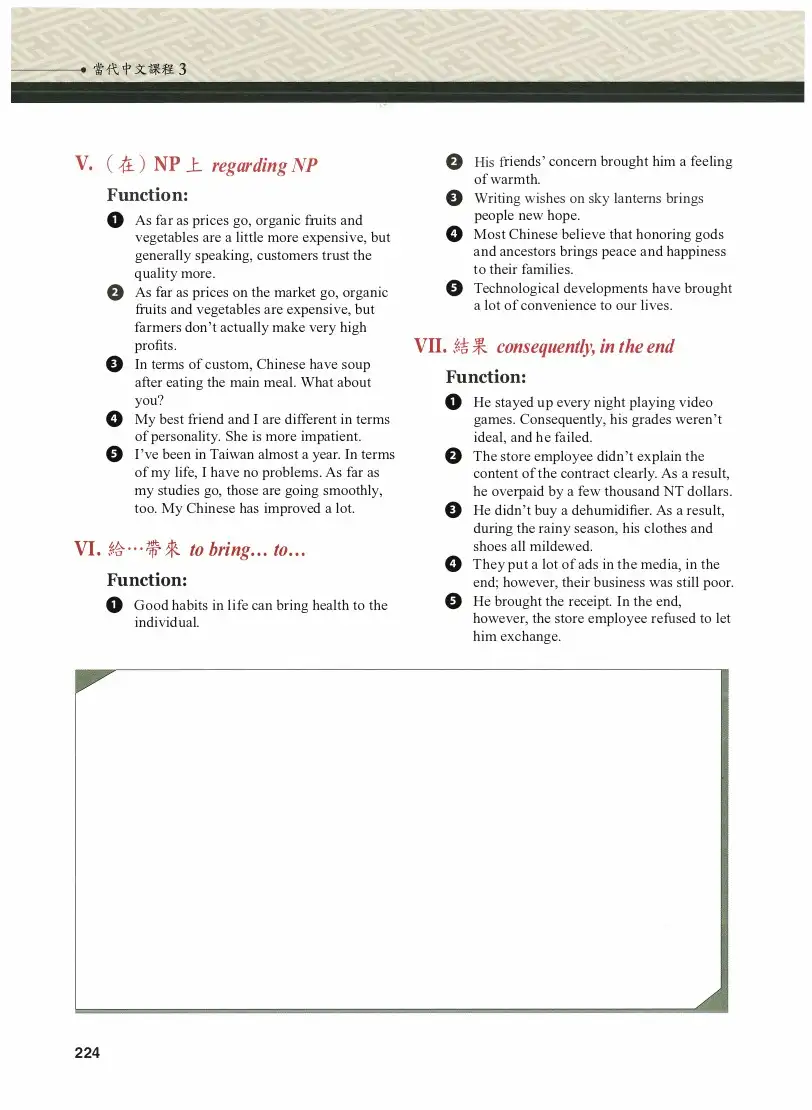 當代中文課程 3
V.（在）NP 上 regarding NP
Function:
1 As far as prices go, organic fruits and
vegetables are a little more expensive, but
generally speaking, customers trust the
quality more.
2 As far as prices on the market go, organic
fruits and vegetables are expensive, but
farmers don’t actually make very high
profits.
3 In terms of custom, Chinese have soup
after eating the main meal. What about
you?
4 My best friend and I are different in terms
of personality. She is more impatient.
5 I’ve been in Taiwan almost a year. In terms
of my life, I have no problems. As far as
my studies go, those are going smoothly,
too. My Chinese has improved a lot.
VI. 給…帶來 to bring… to…
Function:
1 Good habits in life can bring health to the
individual.
2 His friends’ concern brought him a feeling
of warmth.
3 Writing wishes on sky lanterns brings
people new hope.
4 Most Chinese believe that honoring gods
and ancestors brings peace and happiness
to their families.
5 Technological developments have brought
a lot of convenience to our lives.
VII. 結果 consequently, in the end
Function:
1 He stayed up every night playing video
games. Consequently, his grades weren’t
ideal, and he failed.
2 The store employee didn’t explain the
content of the contract clearly. As a result,
he overpaid by a few thousand NT dollars.
3 He didn’t buy a dehumidifier. As a result,
during the rainy season, his clothes and
shoes all mildewed.
4 They put a lot of ads in the media, in the
end; however, their business was still poor.
5 He brought the receipt. In the end,
however, the store employee refused to let
him exchange.
224